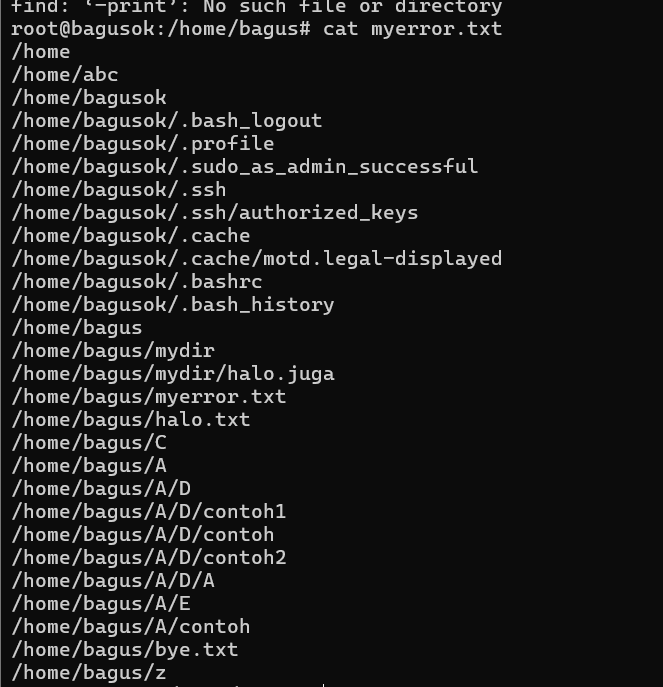 find: ‘–print’: No such file or directory
root@bagusok:/home/bagus# cat myerror.txt
/home
/home/abc
/home/bagusok
/home/bagusok/.bash_logout
/home/bagusok/.profile
/home/bagusok/.sudo_as_admin_successful
/home/bagusok/.ssh
/home/bagusok/.ssh/authorized_keys
/home/bagusok/.cache
/home/bagusok/.cache/motd.legal-displayed
/home/bagusok/.bashrc
/home/bagusok/.bash_history
/home/bagus
/home/bagus/mydir
/home/bagus/mydir/halo.juga
/home/bagus/myerror.txt
/home/bagus/halo.txt
/home/bagus/C
/home/bagus/A
/home/bagus/A/D
/home/bagus/A/D/contoh1
/home/bagus/A/D/contoh
/home/bagus/A/D/contoh2
/home/bagus/A/D/A
/home/bagus/A/E
/home/bagus/A/contoh
/home/bagus/bye.txt
/home/bagus/z